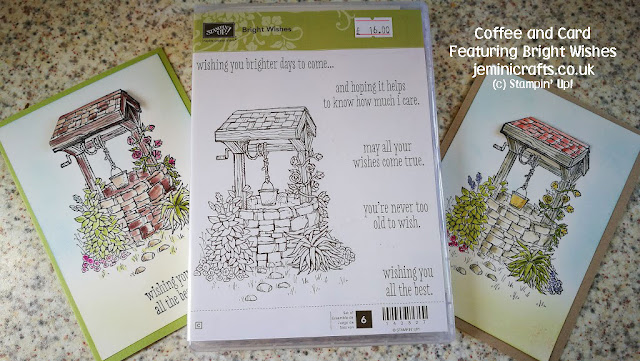 Coffee and Card
Featuring Bright Wishes
jeminicrafts.co.uk
(c) Stampin' Up!
STAMPIN' UP!
Bright Wishes
£ 16.00
wishing you brighter days to come...
and hoping it helps
to know how much I care.
may all your
wishes come true.
you're never too
old to wish.
wishing you
all the best.
6
wishing you
all the best.